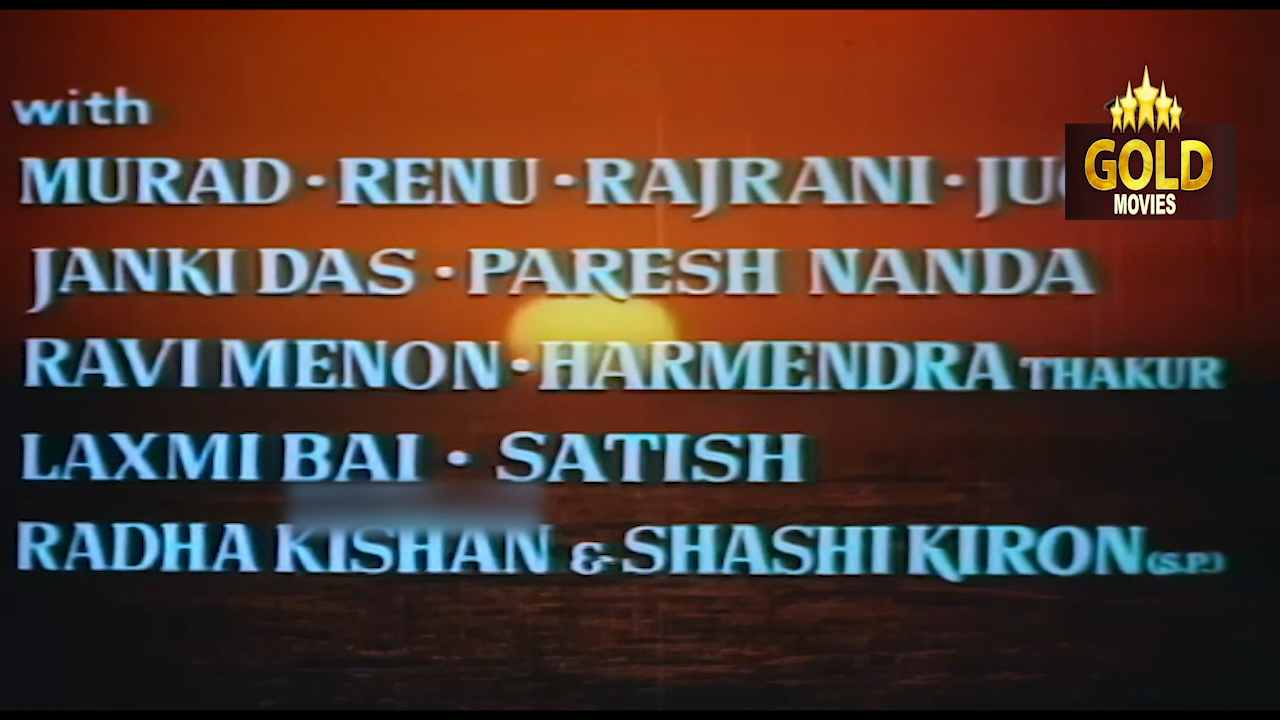 with
MURAD • RENU • RAJRANI •
JANKI DAS • PARESH NANDA
RAVI MENON • HARMENDRA THAKUR
LAXMI BAI • SATISH
RADHA KISHAN & SHASHI KIRON (S.P.)
GOLD
MOVIES